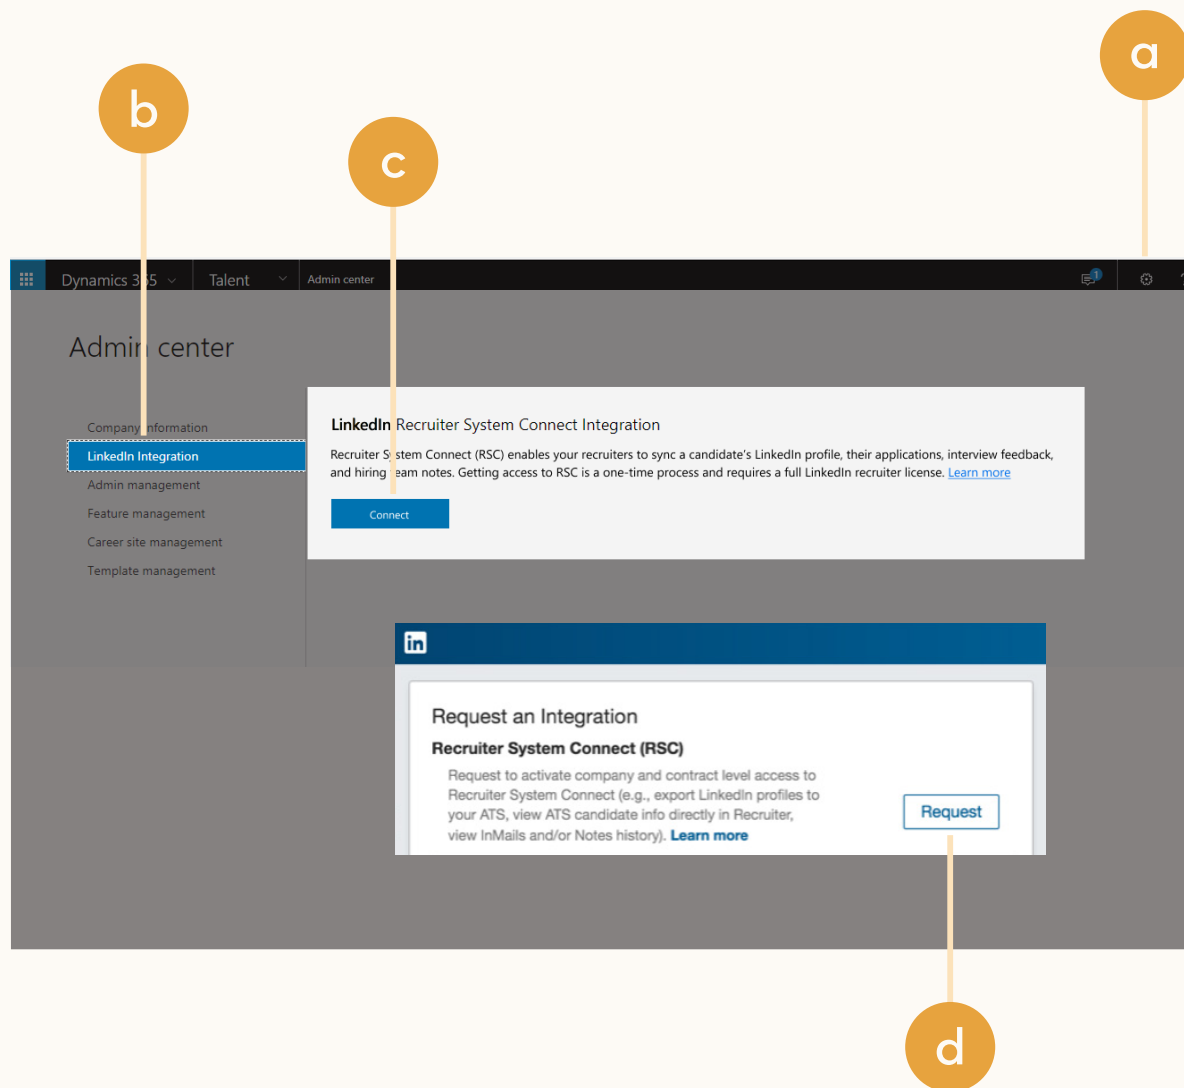 a
b
c
Dynamics 365
Talent
Admin center
1
Admin center
Company information
LinkedIn Integration
Admin management
Feature management
Career site management
Template management
LinkedIn Recruiter System Connect Integration
Recruiter System Connect (RSC) enables your recruiters to sync a candidate's LinkedIn profile, their applications, interview feedback,
and hiring team notes. Getting access to RSC is a one-time process and requires a full LinkedIn recruiter license. Learn more
Connect
in
Request an Integration
Recruiter System Connect (RSC)
Request to activate company and contract level access to
Recruiter System Connect (e.g., export LinkedIn profiles to
your ATS, view ATS candidate info directly in Recruiter,
view InMails and/or Notes history). Learn more
Request
d